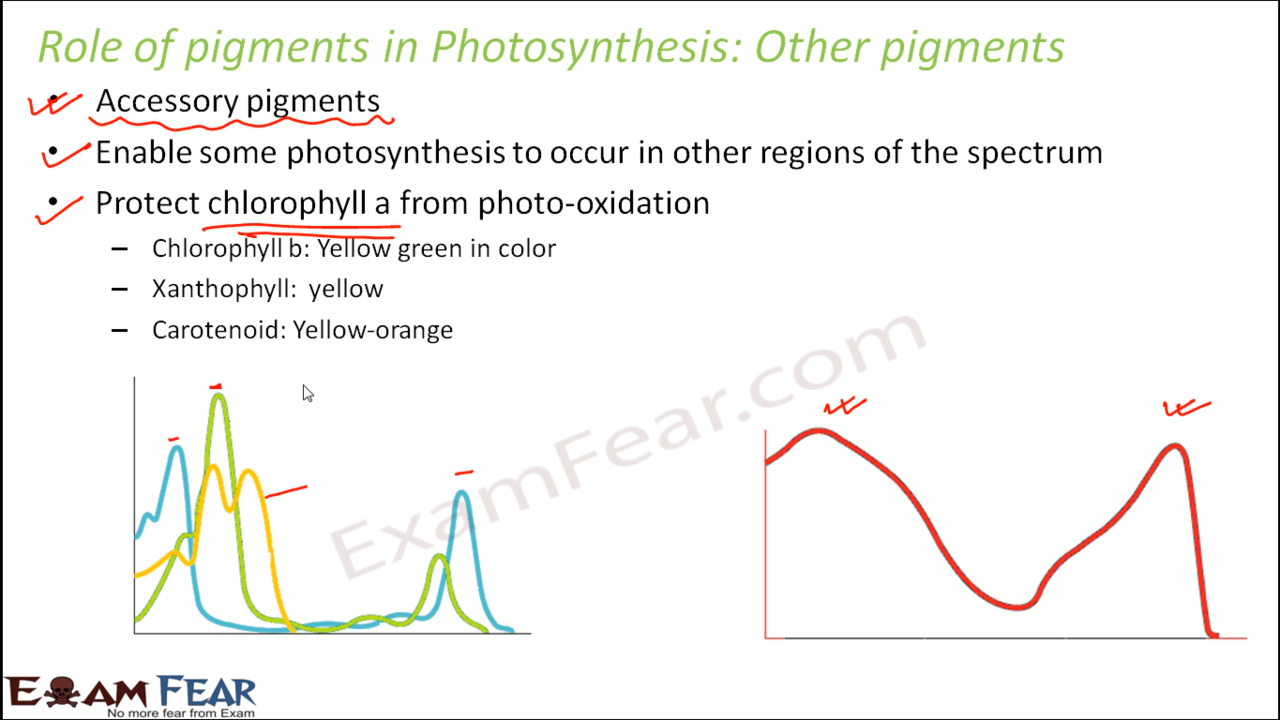 Role of pigments in Photosynthesis: Other pigments
• Accessory pigments
• Enable some photosynthesis to occur in other regions of the spectrum
• Protect chlorophyll a from photo-oxidation
– Chlorophyll b: Yellow green in color
– Xanthophyll: yellow
– Carotenoid: Yellow-orange
ExamFear.com
EXAM FEAR
No more fear from Exam